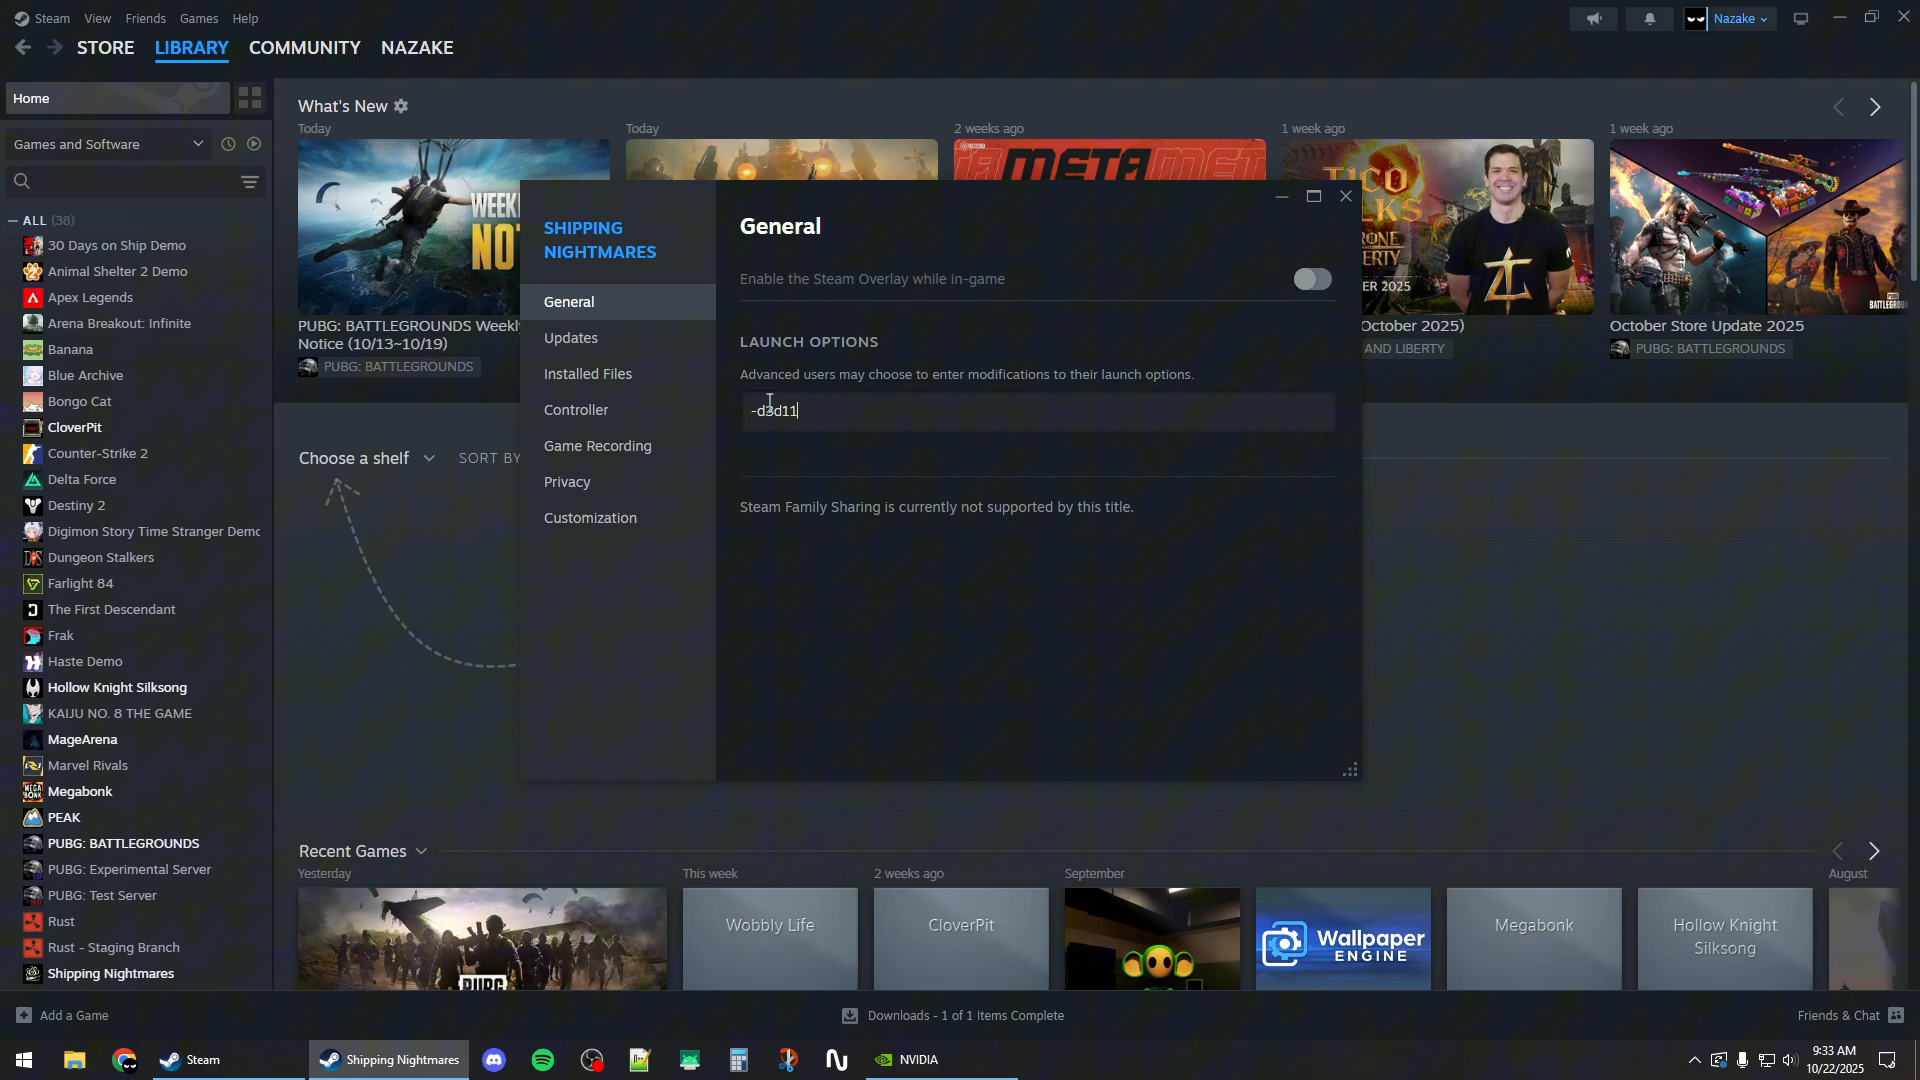 Steam View Friends Games Help
Nazake
STORE LIBRARY COMMUNITY NAZAKE
Home
Games and Software
ALL (38)
30 Days on Ship Demo
Animal Shelter 2 Demo
Apex Legends
Arena Breakout: Infinite
Banana
Blue Archive
Bongo Cat
CloverPit
Counter-Strike 2
Delta Force
Destiny 2
Digimon Story Time Stranger Demo
Dungeon Stalkers
Farlight 84
The First Descendant
Frak
Haste Demo
Hollow Knight Silksong
KAIJU NO. 8 THE GAME
MageArena
Marvel Rivals
Megabonk
PEAK
PUBG: BATTLEGROUNDS
PUBG: Experimental Server
PUBG: Test Server
Rust
Rust - Staging Branch
Shipping Nightmares
What's New
Today
Today
2 weeks ago
1 week ago
1 week ago
PUBG: BATTLEGROUNDS Weekly
Notice (10/13~10/19)
PUBG: BATTLEGROUNDS
META
ER 2025
October 2025)
AND LIBERTY
BATTLEGROUNDS
October Store Update 2025
PUBG: BATTLEGROUNDS
SHIPPING
NIGHTMARES
General
Updates
Installed Files
Controller
Game Recording
Privacy
Customization
General
Enable the Steam Overlay while in-game
LAUNCH OPTIONS
Advanced users may choose to enter modifications to their launch options.
-d3d11
Steam Family Sharing is currently not supported by this title.
Choose a shelf SORT BY
Recent Games
Yesterday
This week
2 weeks ago
September
August
PUBG
Wobbly Life
CloverPit
Wallpaper
ENGINE
Megabonk
Hollow Knight
Silksong
Add a Game
Downloads - 1 of 1 Items Complete
Friends & Chat
Steam
Shipping Nightmares
NVIDIA
9:33 AM
10/22/2025